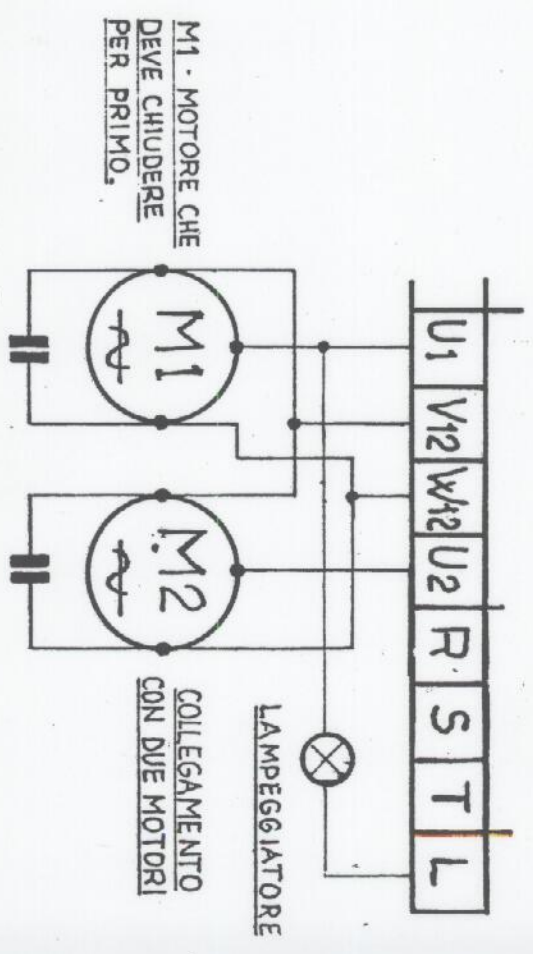 M1 - MOTORE CHE
DEVE CHIUDERE
PER PRIMO.
U1 V12 W12 U2 R S T L
M1
M2
LAMPEGGIATORE
COLLEGAMENTO
CON DUE MOTORI